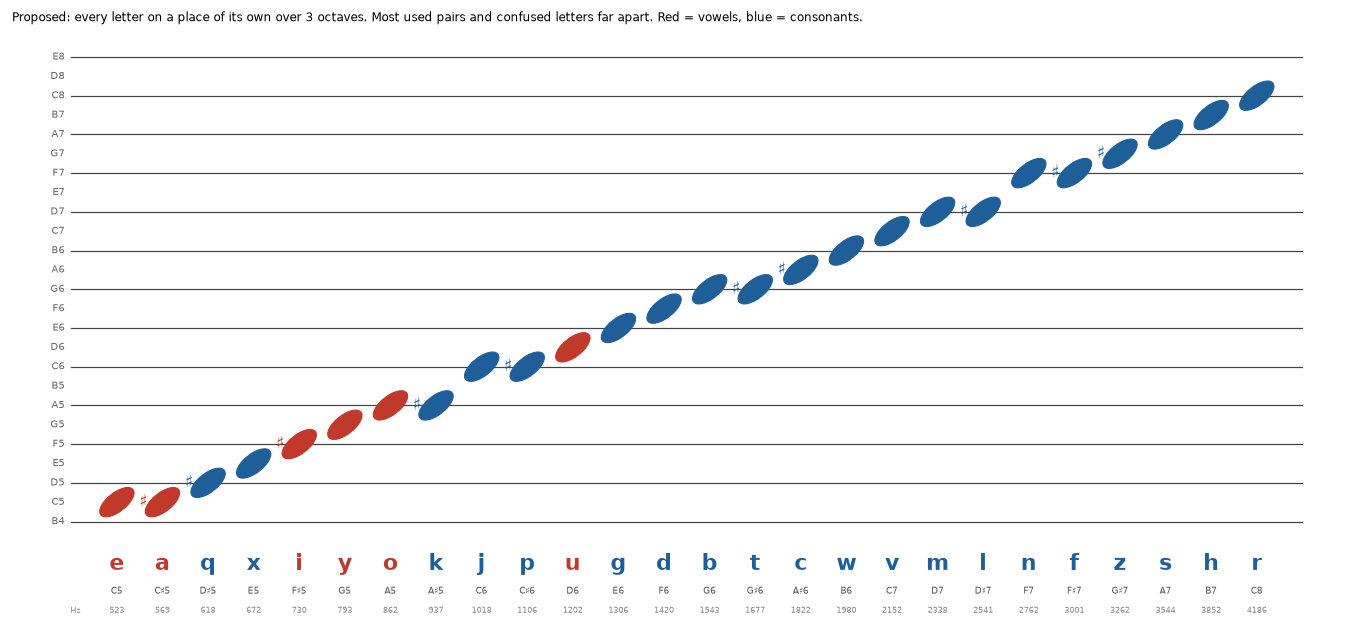 Proposed: every letter on a place of its own over 3 octaves. Most used pairs and confused letters far apart. Red = vowels, blue = consonants.
E8
D8
C8
B7
A7
G7 ♯
F7 ♯
E7
D7 ♯
C7
B6
A6 ♯
G6 ♯
F6
E6
D6
C6 ♯
B5
A5 ♯
G5
F5 ♯
E5
D5 ♯
C5 ♯
B4
e a q x i y o k j p u g d b t c w v m l n f z s h r
C5 C♯5 D♯5 E5 F♯5 G5 A5 A♯5 C6 C♯6 D6 E6 F6 G6 G♯6 A♯6 B6 C7 D7 D♯7 F7 F♯7 G♯7 A7 B7 C8
Hz 523 569 618 672 730 793 862 937 1018 1106 1202 1306 1420 1543 1677 1822 1980 2152 2338 2541 2762 3001 3262 3544 3852 4186